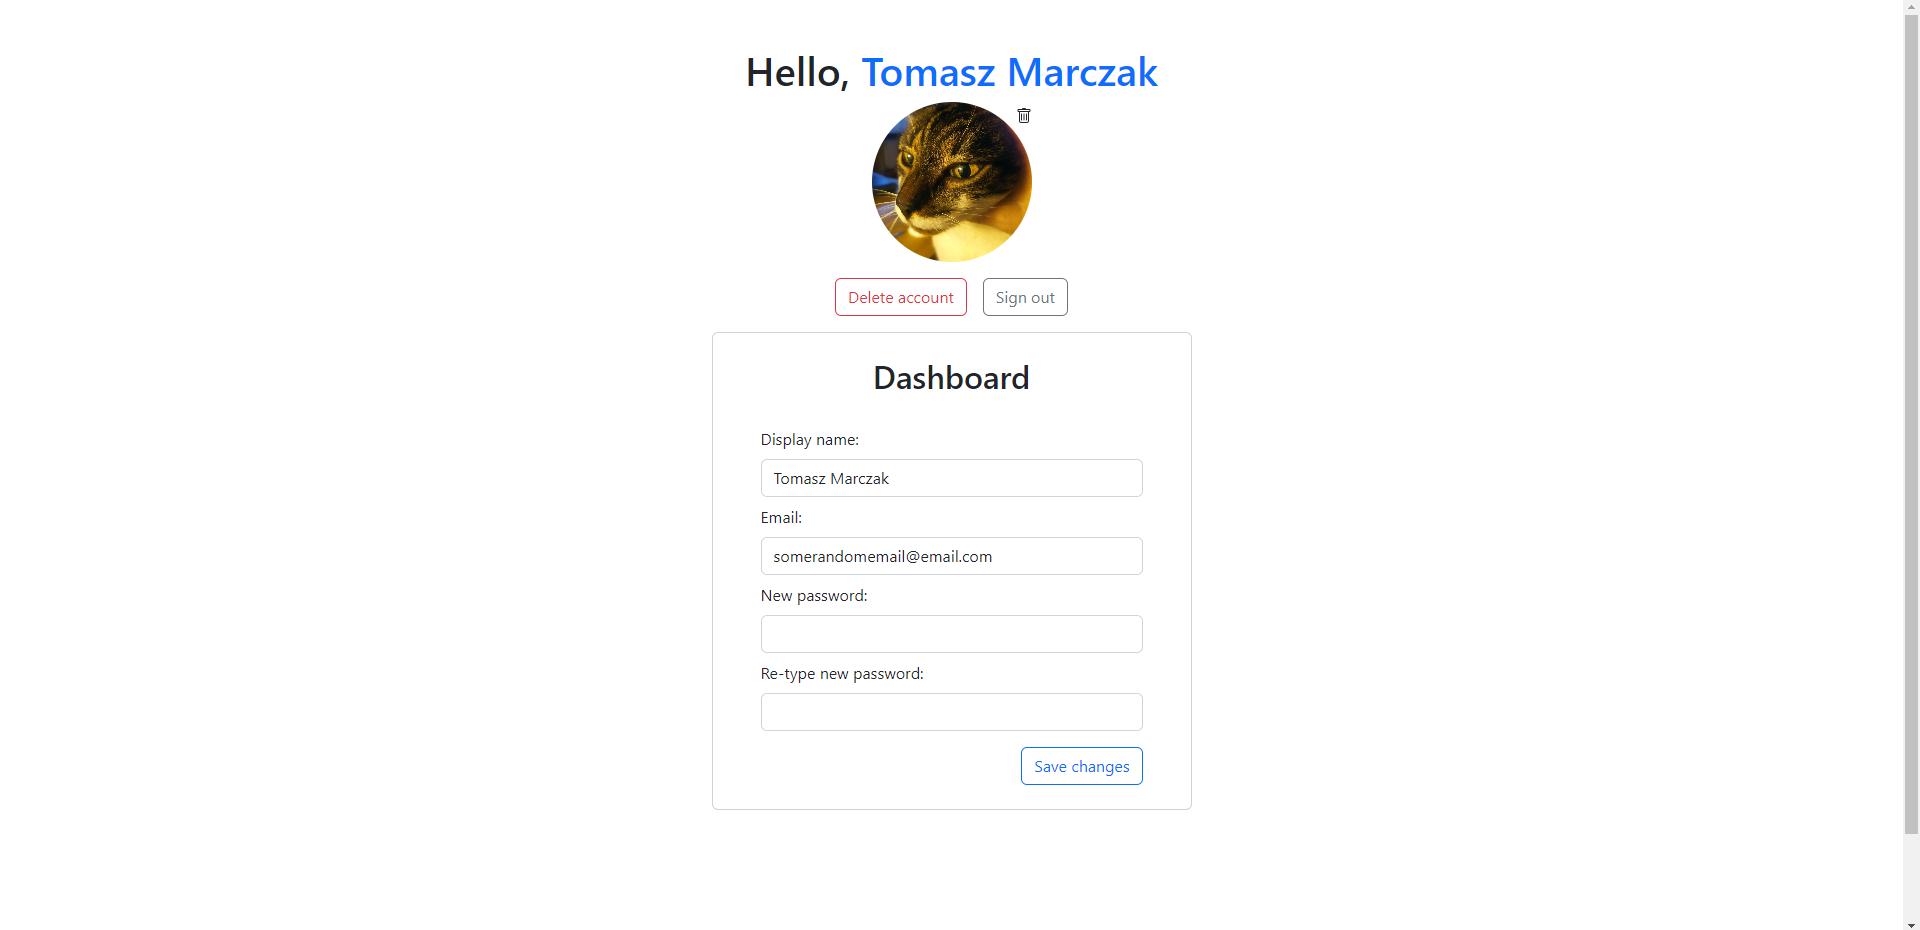 Hello, Tomasz Marczak
Delete account
Sign out
Dashboard
Display name:
Tomasz Marczak
Email:
somerandomemail@email.com
New password:
Re-type new password:
Save changes